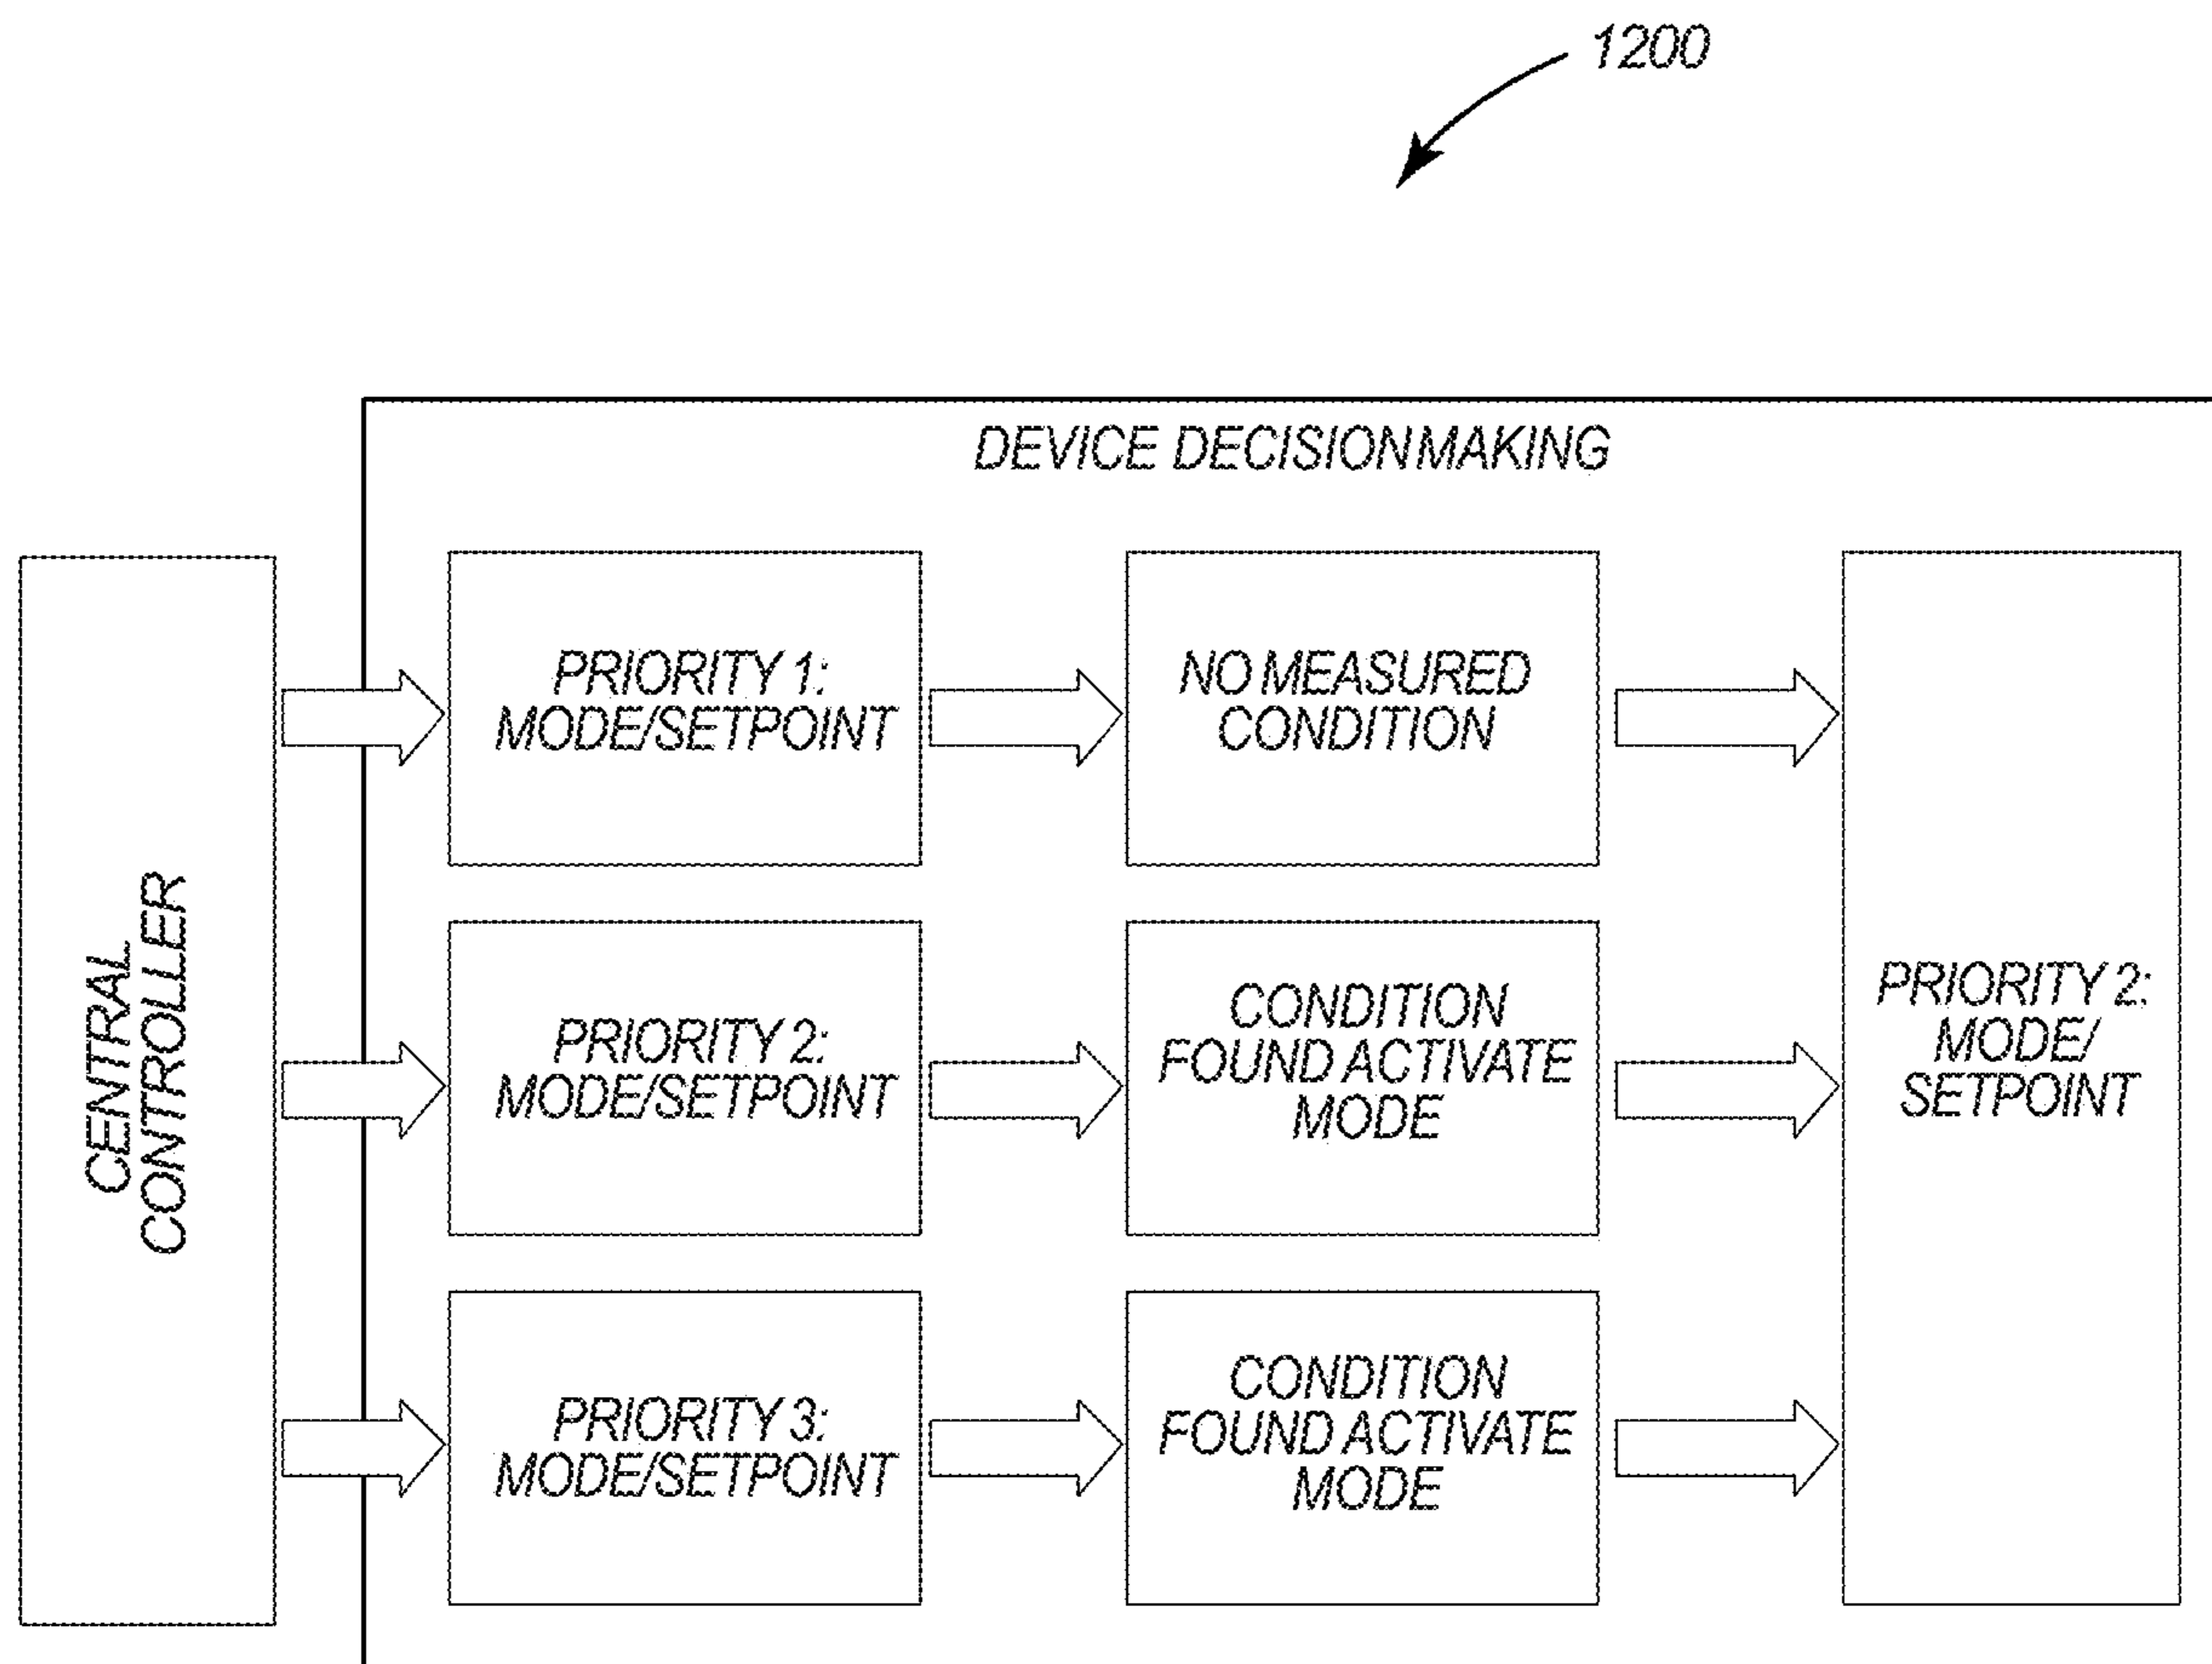 1200
DEVICE DECISION MAKING
CENTRAL
CONTROLLER
PRIORITY 1:
MODE/SETPOINT
NO MEASURED
CONDITION
PRIORITY 2:
MODE/SETPOINT
CONDITION
FOUND ACTIVATE
MODE
PRIORITY 3:
MODE/SETPOINT
CONDITION
FOUND ACTIVATE
MODE
PRIORITY 2:
MODE/
SETPOINT